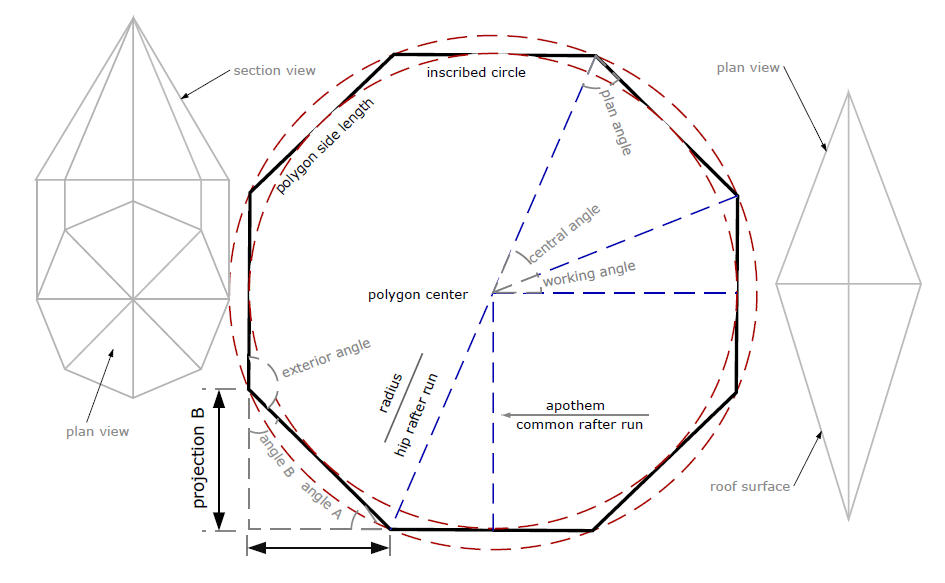 section view
inscribed circle
plan view
plan angle
polygon side length
central angle
working angle
polygon center
exterior angle
radius
hip rafter run
apothem
common rafter run
plan view
projection B
angle B
angle A
roof surface